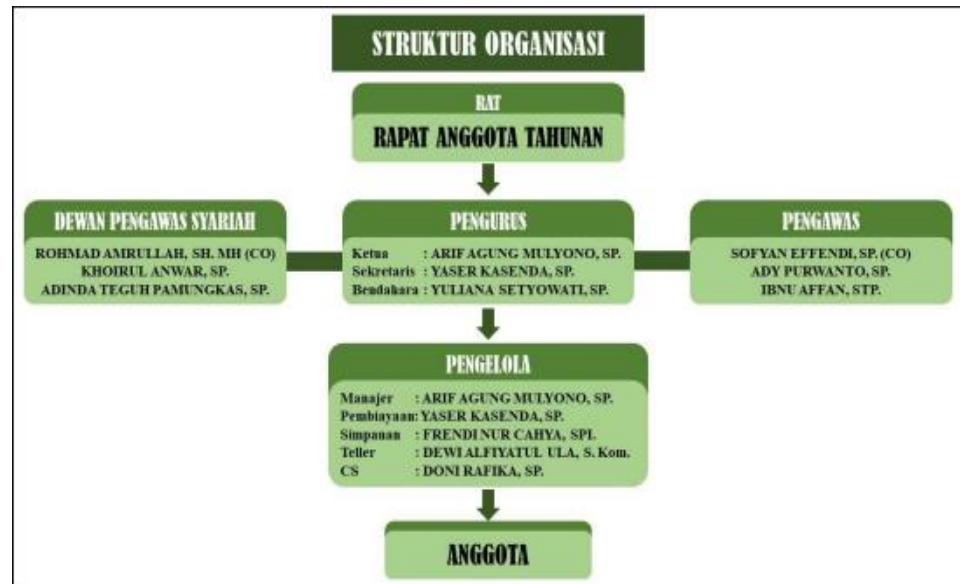 STRUKTUR ORGANISASI
RAT
RAPAT ANGGOTA TAHUNAN
DEWAN PENGAWAS SYARIAH
ROHMAD AMRULLAH, SH. MH (CO)
KHOIRUL ANWAR, SP.
ADINDA TEGUH PAMUNGKAS, SP.
PENGURUS
Ketua : ARIF AGUNG MULYONO, SP.
Sekretaris : YASER KASENDA, SP.
Bendahara : YULIANA SETYOWATI, SP.
PENGAWAS
SOFYAN EFFENDI, SP. (CO)
ADY PURWANTO, SP.
IBNU AFFAN, STP.
PENGELOLA
Manajer : ARIF AGUNG MULYONO, SP.
Pembiayaan: YASER KASENDA, SP.
Simpanan : FRENDI NUR CAHYA, SPI.
Teller : DEWI ALFIYATUL ULA, S. Kom.
CS : DONI RAFIKA, SP.
ANGGOTA